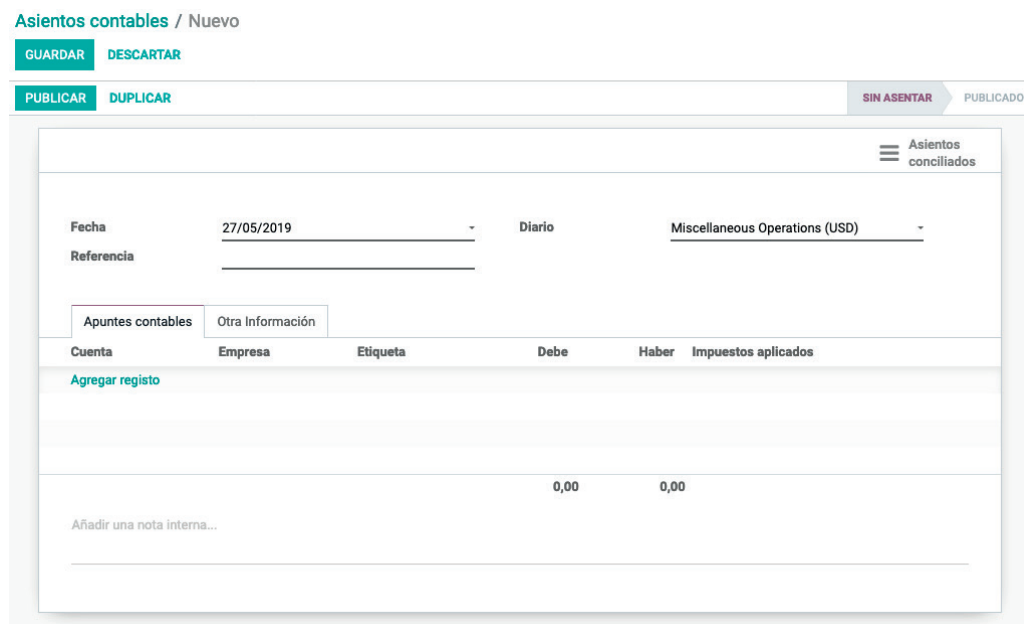 Asientos contables / Nuevo
GUARDAR DESCARTAR
PUBLICAR DUPLICAR SIN ASENTAR PUBLICADO
Asientos
conciliados
Fecha 27/05/2019 Diario Miscellaneous Operations (USD)
Referencia
Apuntes contables Otra Información
Cuenta Empresa Etiqueta Debe Haber Impuestos aplicados
Agregar registo
0,00 0,00
Añadir una nota interna...